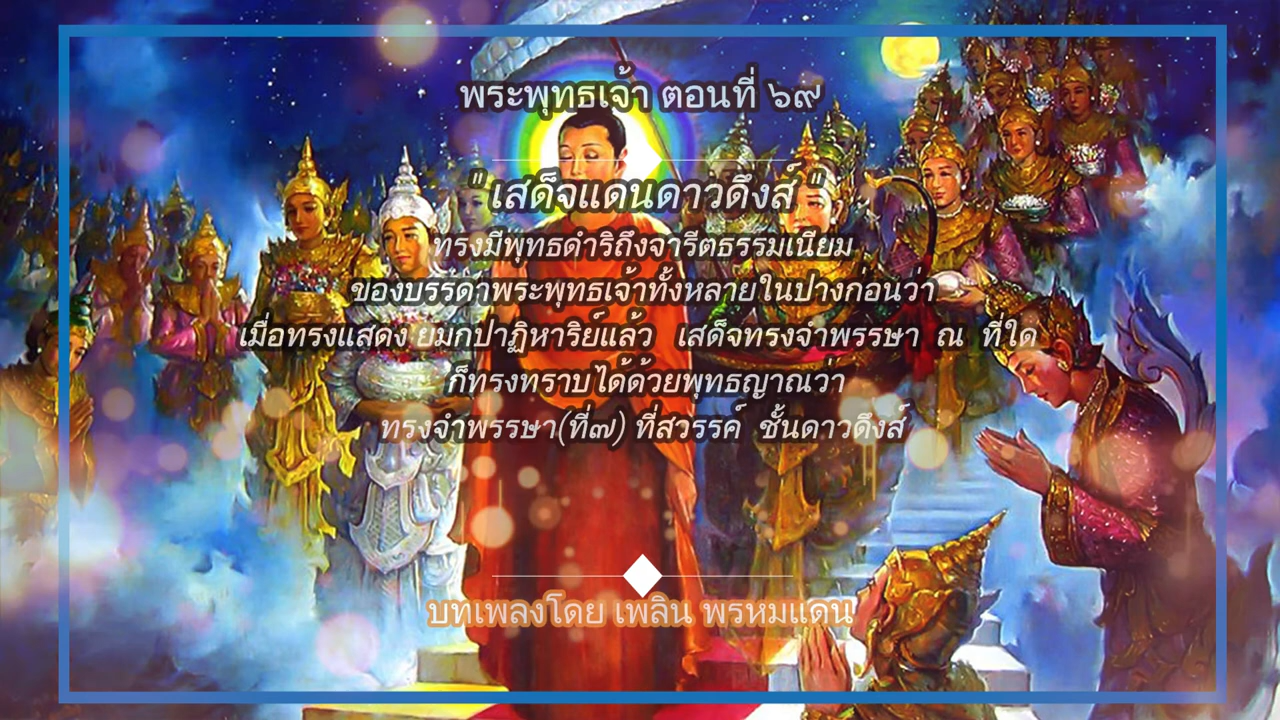 พระพุทธเจ้า ตอนที่ ๖๙
" เสด็จแดนดาวดึงส์ "
ทรงมีพุทธดำริถึงจารีตธรรมเนียม
ของบรรดาพระพุทธเจ้าทั้งหลายในปางก่อนว่า
เมื่อทรงแสดง ยมกปาฏิหาริย์แล้ว เสด็จทรงจำพรรษา ณ ที่ใด
ก็ทรงทราบได้ด้วยพุทธญาณว่า
ทรงจำพรรษา(ที่๗) ที่สวรรค์ ชั้นดาวดึงส์
บทเพลงโดย เพลิน พรหมแดน